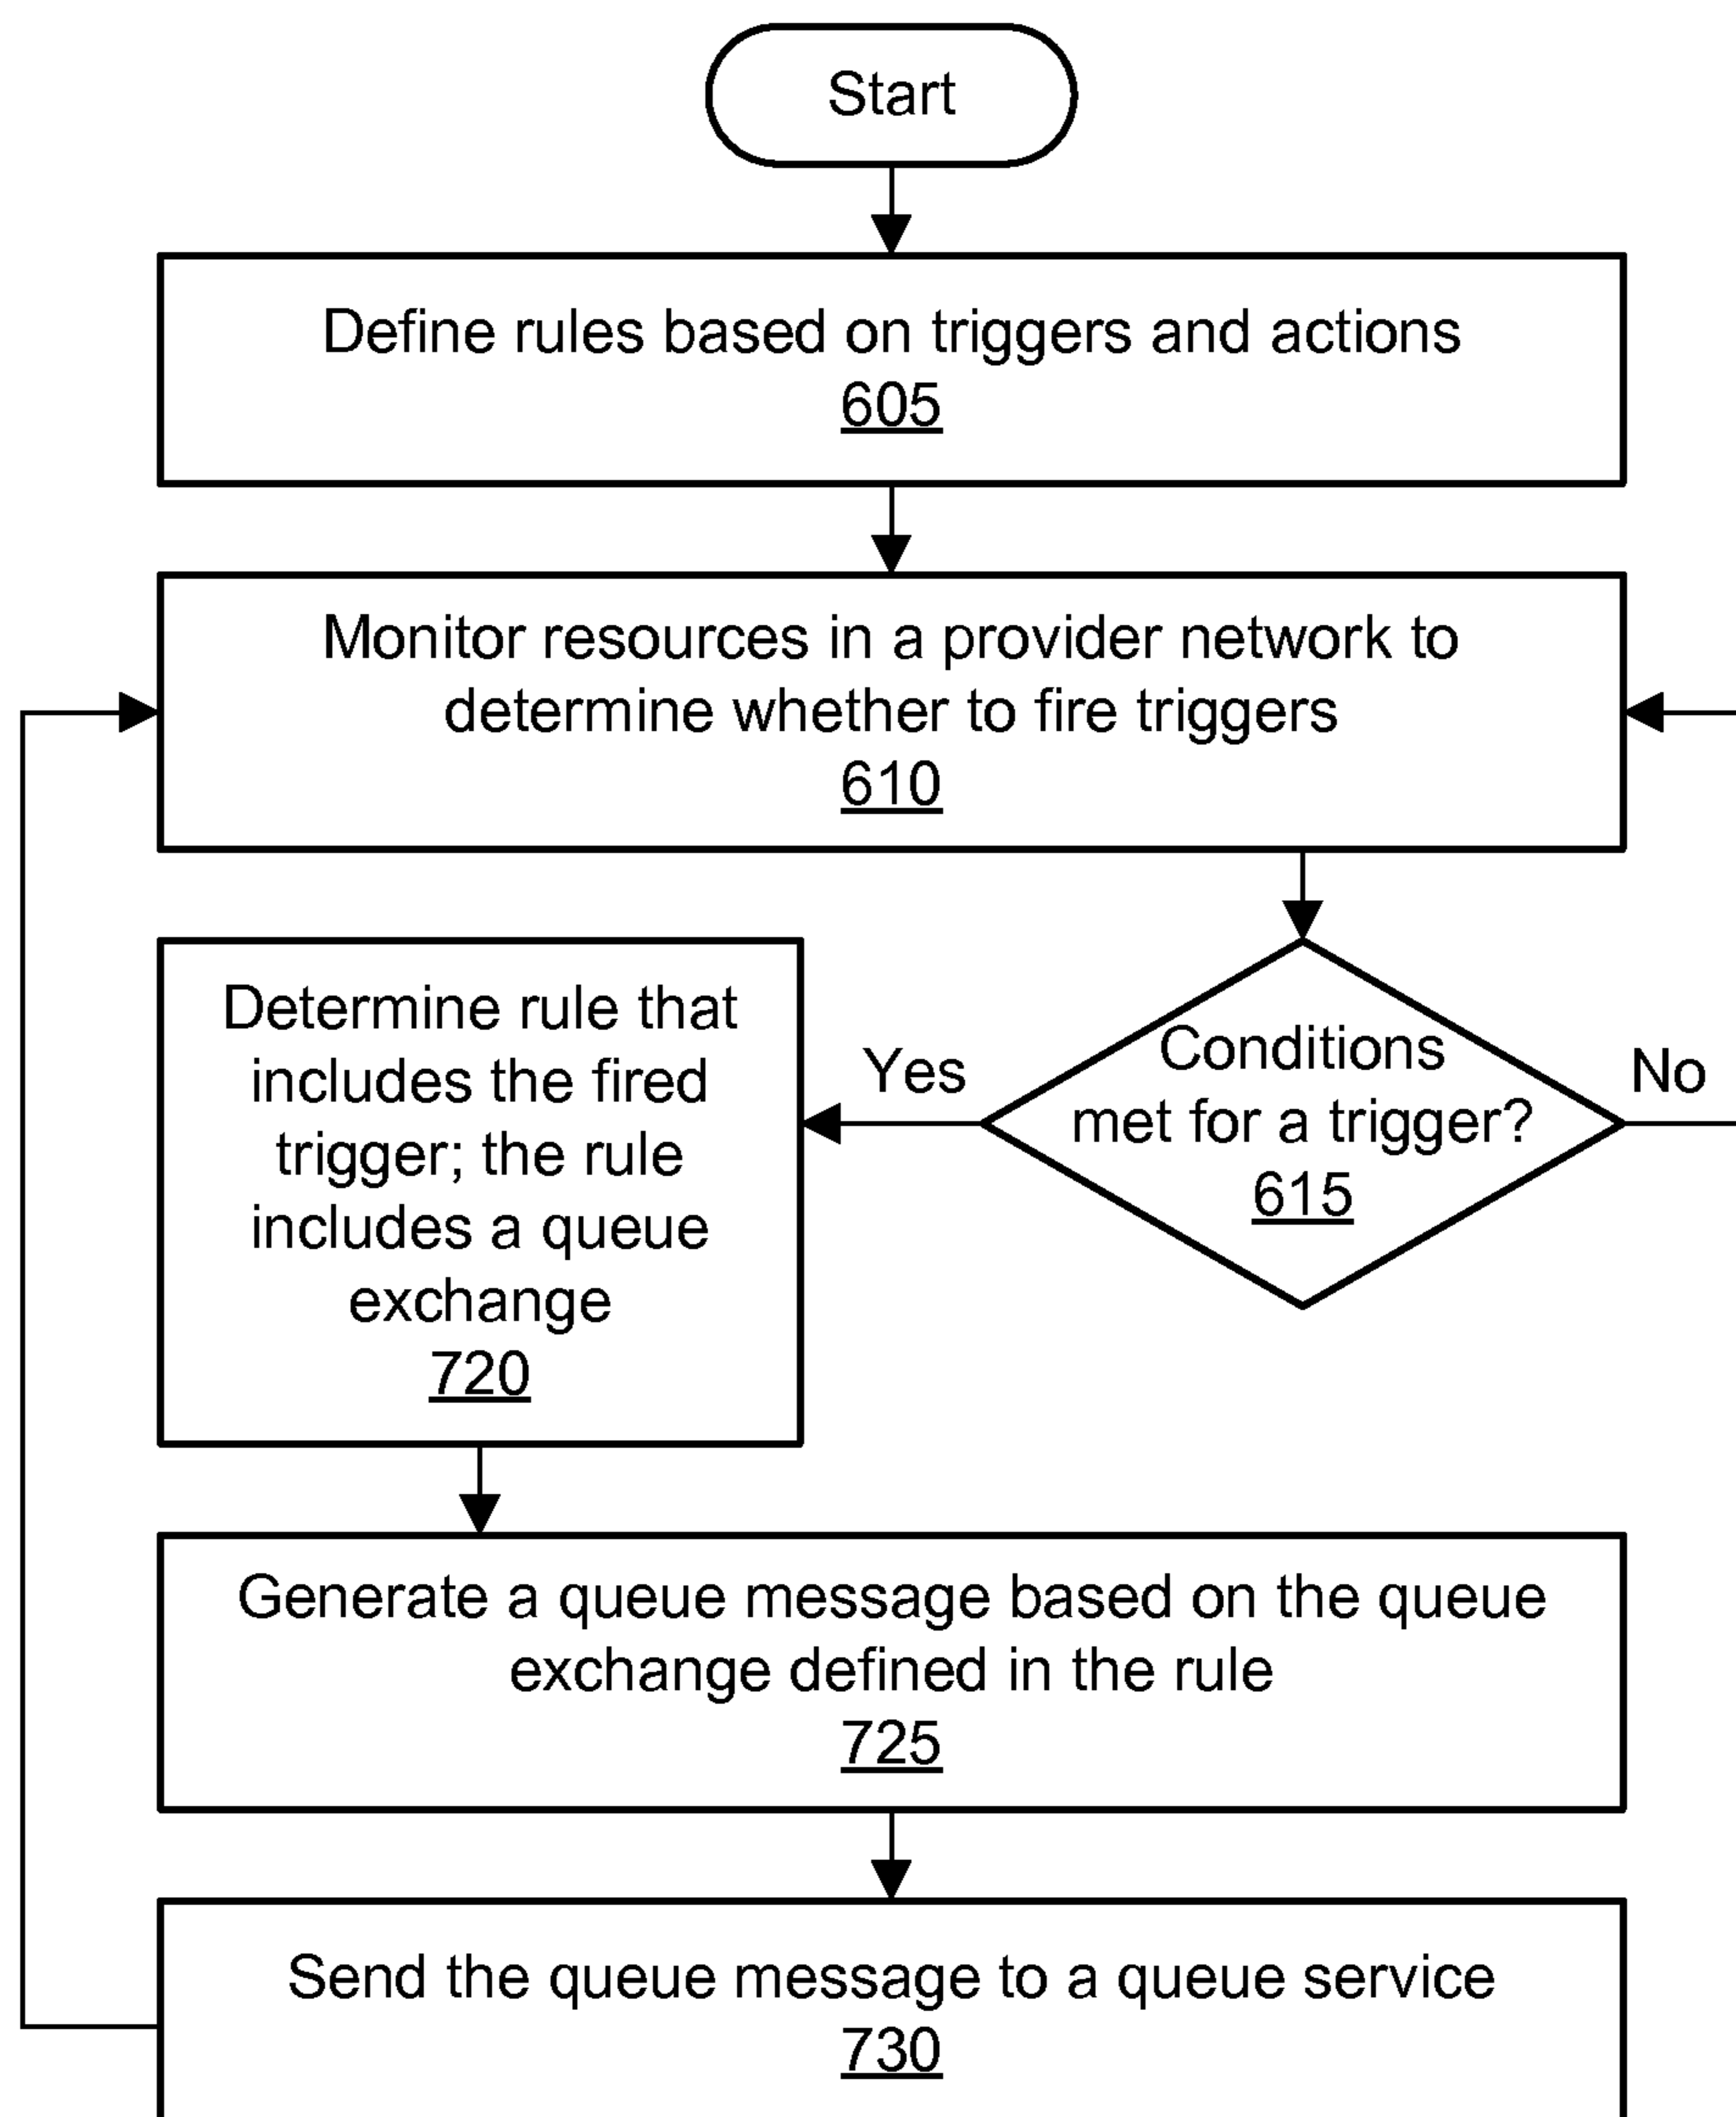 Start
Define rules based on triggers and actions
605
Monitor resources in a provider network to
determine whether to fire triggers
610
Determine rule that
includes the fired
trigger; the rule
includes a queue
exchange
720
Yes
Conditions
met for a trigger?
615
No
Generate a queue message based on the queue
exchange defined in the rule
725
Send the queue message to a queue service
730